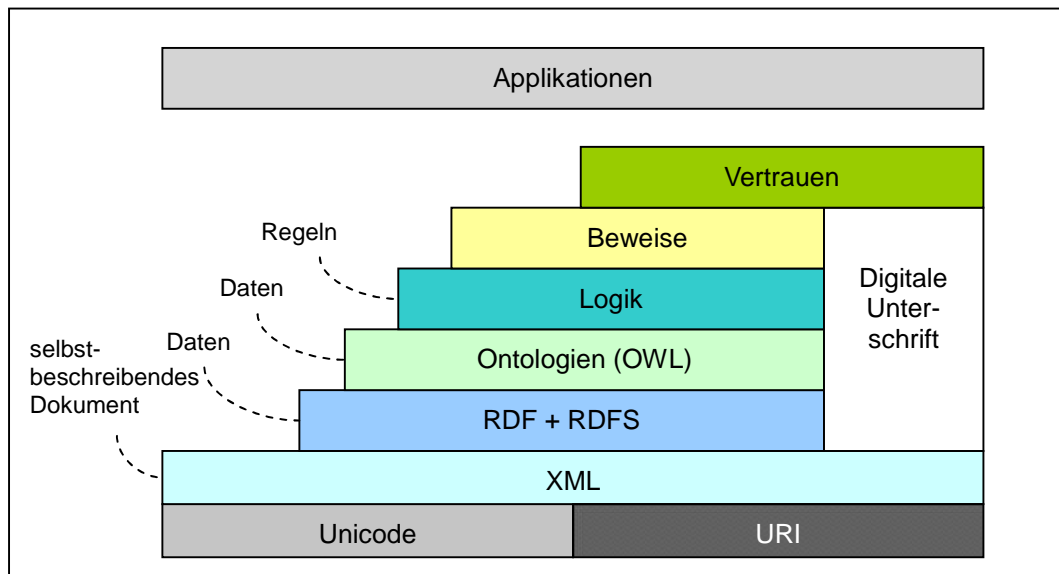 Applikationen
Vertrauen
Regeln
Beweise
Daten
Logik
Digitale
Unter-
schrift
selbst-
beschreibendes
Dokument
Daten
Ontologien (OWL)
RDF + RDFS
XML
Unicode
URI